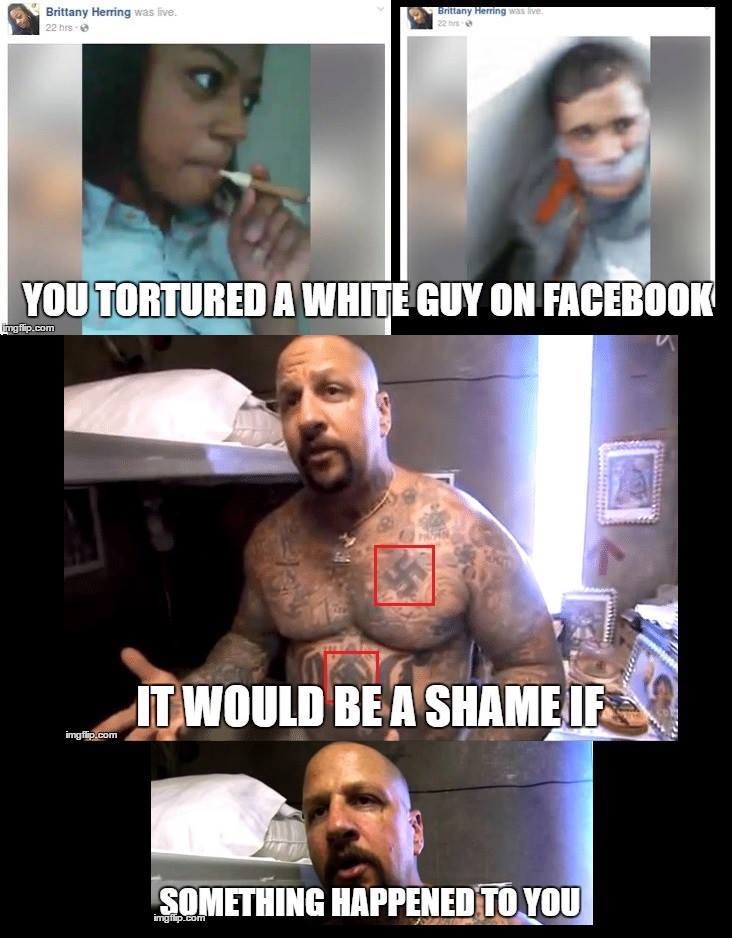 Brittany Herring was live.
22 hrs
Brittany Herring was live.
22 hrs
YOU TORTURED A WHITE GUY ON FACEBOOK
imgflip.com
IT WOULD BE A SHAME IF
imgflip.com
SOMETHING HAPPENED TO YOU
imgflip.com